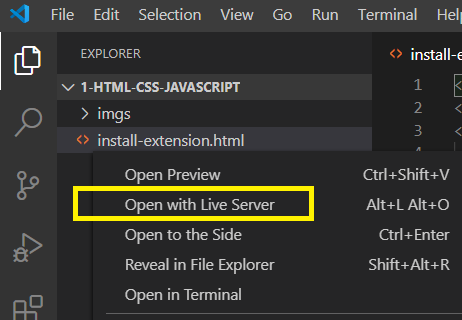 File Edit Selection View Go Run Terminal Help
EXPLORER
1-HTML-CSS-JAVASCRIPT
imgs
install-extension.html
install-e
1 <
2 <
3 <
Open Preview Ctrl+Shift+V
Open with Live Server Alt+L Alt+O
Open to the Side Ctrl+Enter
Reveal in File Explorer Shift+Alt+R
Open in Terminal